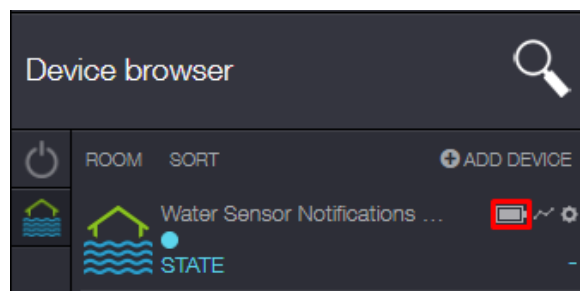 Device browser
ROOM SORT ADD DEVICE
Water Sensor Notifications ...
STATE -